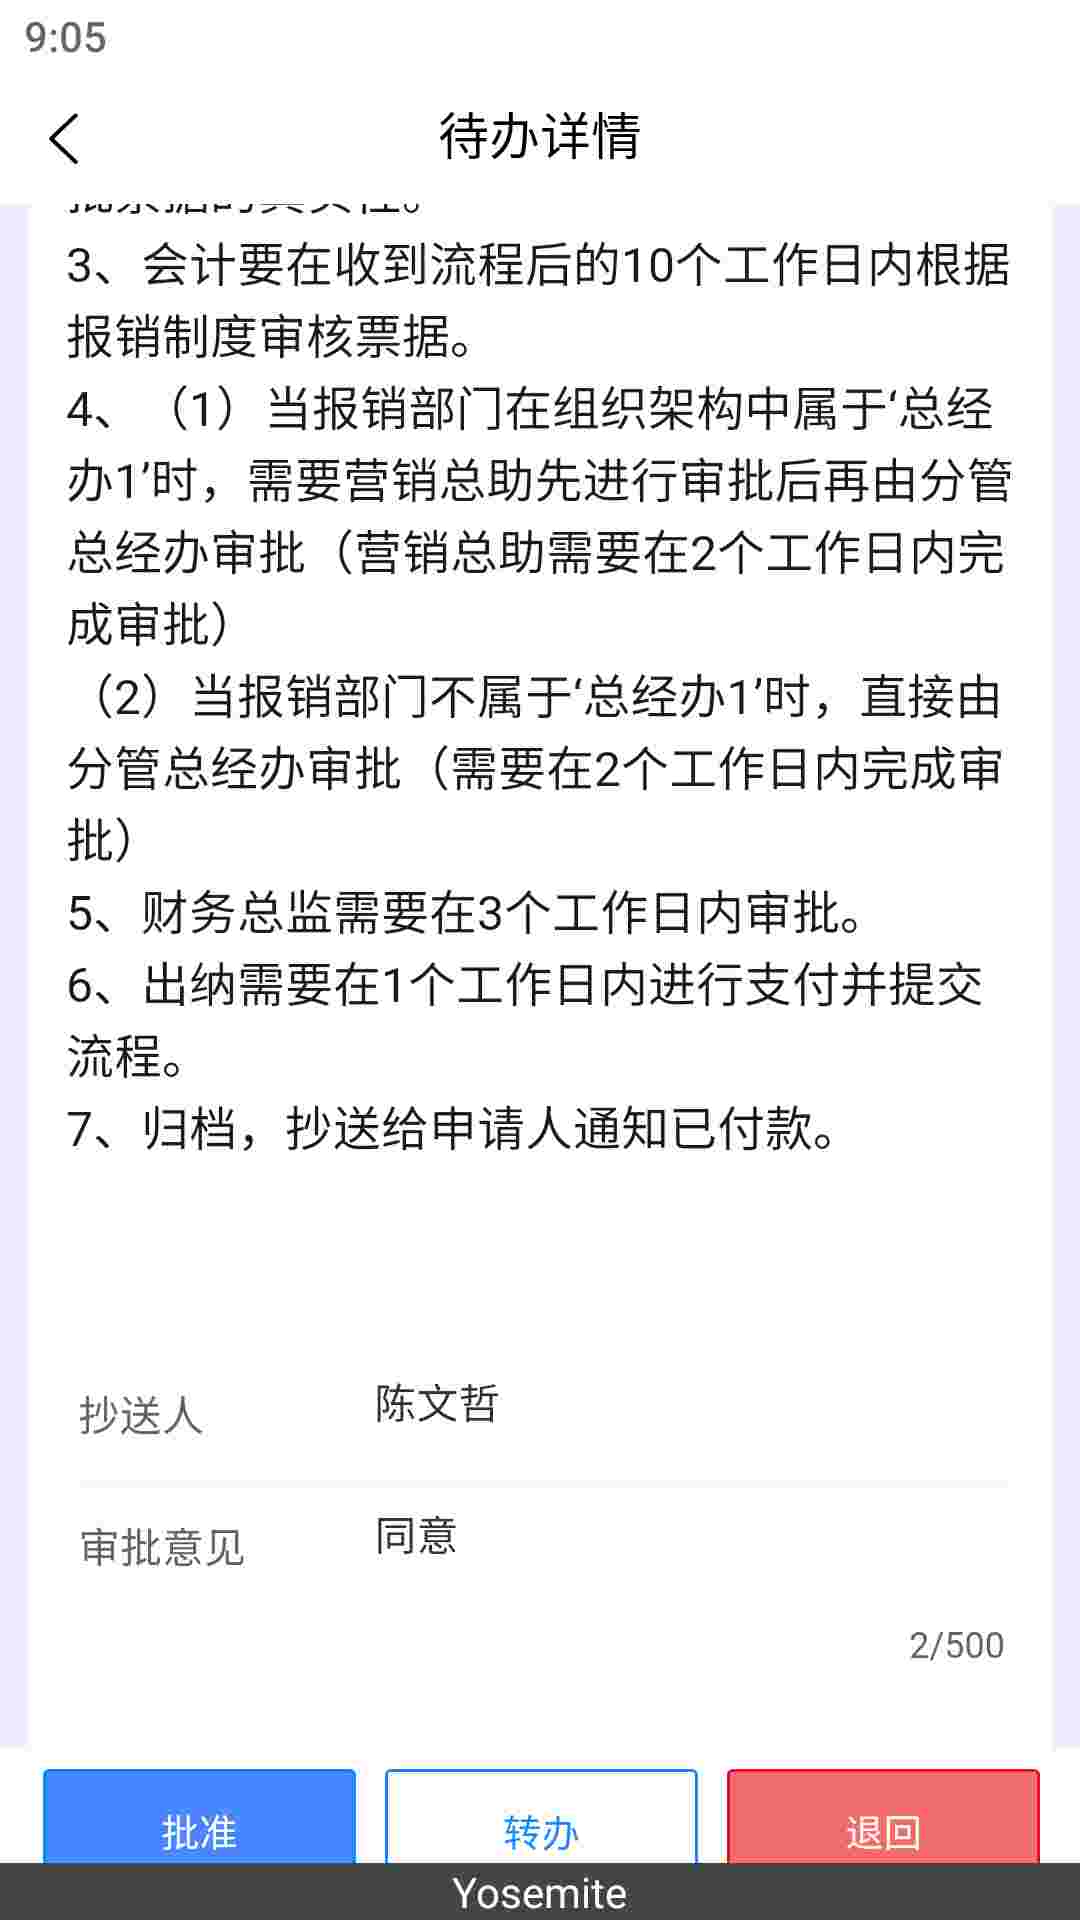 9:05
待办详情
3、会计要在收到流程后的10个工作日内根据
报销制度审核票据。
4、（1）当报销部门在组织架构中属于‘总经
办1’时，需要营销总助先进行审批后再由分管
总经办审批（营销总助需要在2个工作日内完
成审批）
（2）当报销部门不属于‘总经办1’时，直接由
分管总经办审批（需要在2个工作日内完成审
批）
5、财务总监需要在3个工作日内审批。
6、出纳需要在1个工作日内进行支付并提交
流程。
7、归档，抄送给申请人通知已付款。
抄送人 陈文哲
审批意见 同意
2/500
批准 转办 退回
Yosemite